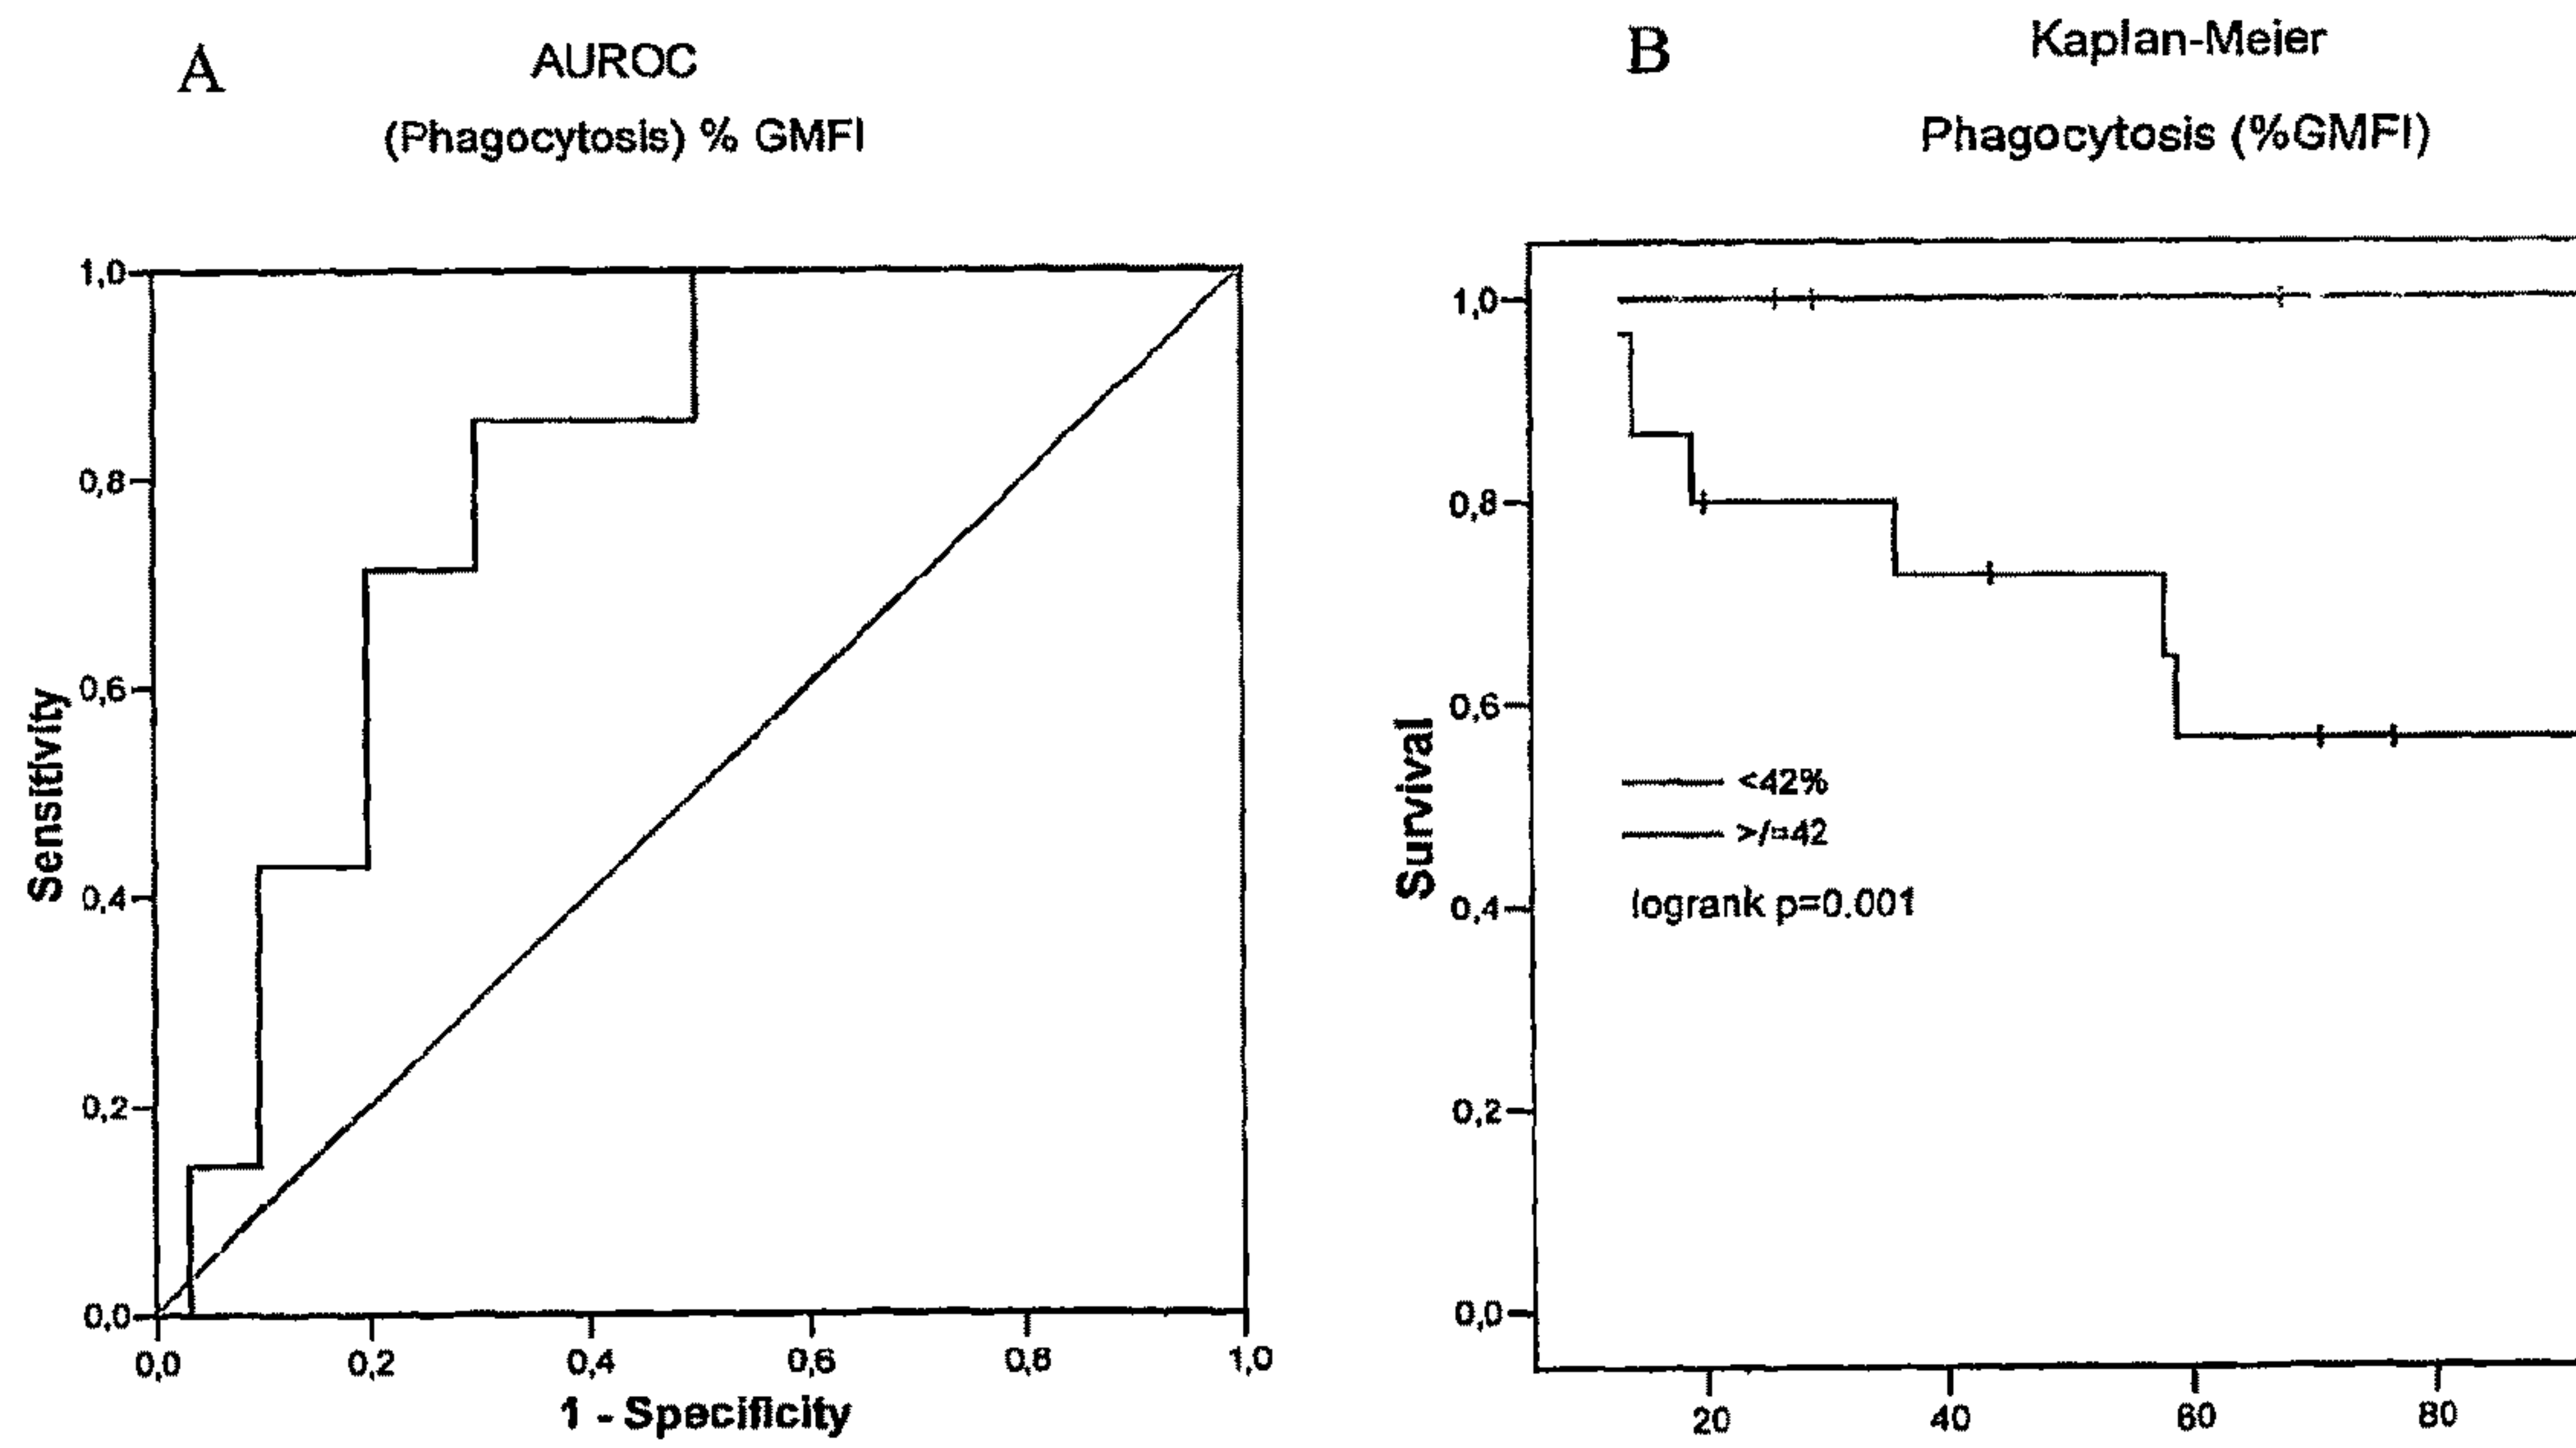 A
AUROC
(Phagocytosis) % GMFI
1,0
0,8
0,6
0,4
0,2
0,0
Sensitivity
0,0 0,2 0,4 0,6 0,8 1,0
1 - Specificity
B
Kaplan-Meier
Phagocytosis (%GMFI)
1,0
0,8
0,6
0,4
0,2
0,0
Survival
<42%
>/=42
logrank p=0.001
20 40 60 80